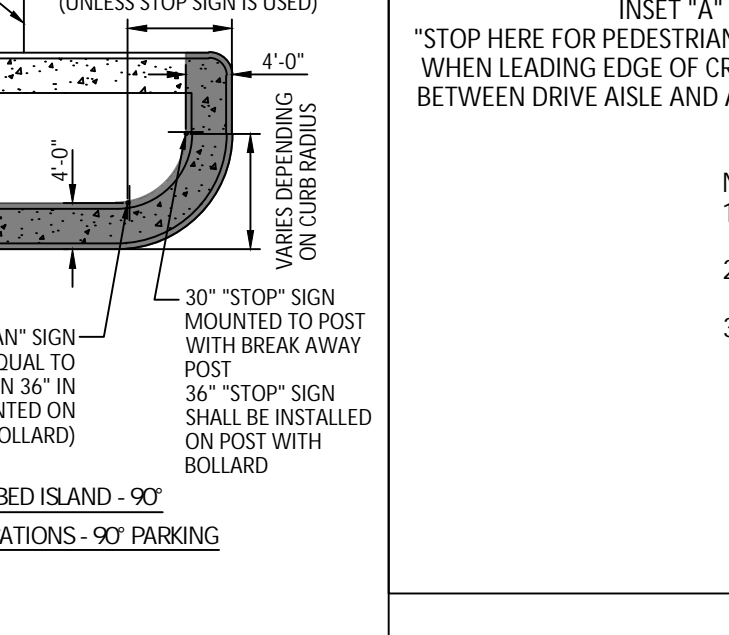 (UNLESS STOP SIGN IS USED)
4'-0"
4'-0"
VARIES DEPENDING
ON CURB RADIUS
30" "STOP" SIGN
MOUNTED TO POST
WITH BREAK AWAY
POST
36" "STOP" SIGN
SHALL BE INSTALLED
ON POST WITH
BOLLARD
AN" SIGN
QUAL TO
N 36" IN
NTED ON
OLLARD)
BED ISLAND - 90°
ATIONS - 90° PARKING
INSET "A"
"STOP HERE FOR PEDESTRIAN
WHEN LEADING EDGE OF CR
BETWEEN DRIVE AISLE AND A
N
1
2
3